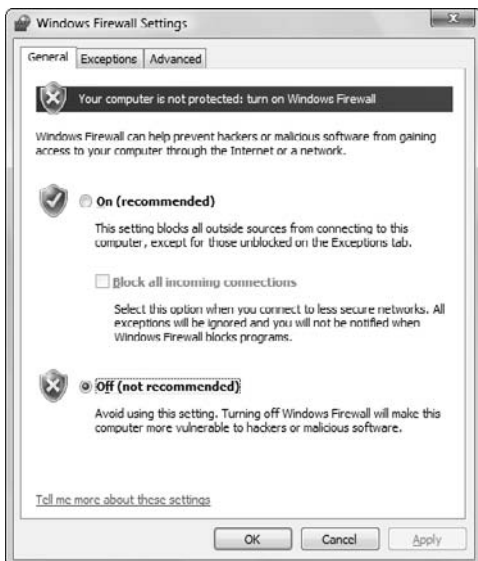 Windows Firewall Settings
General Exceptions Advanced
Your computer is not protected: turn on Windows Firewall
Windows Firewall can help prevent hackers or malicious software from gaining
access to your computer through the Internet or a network.
On (recommended)
This setting blocks all outside sources from connecting to this
computer, except for those unblocked on the Exceptions tab.
Block all incoming connections
Select this option when you connect to less secure networks. All
exceptions will be ignored and you will not be notified when
Windows Firewall blocks programs.
Off (not recommended)
Avoid using this setting. Turning off Windows Firewall will make this
computer more vulnerable to hackers or malicious software.
Tell me more about these settings
OK Cancel Apply